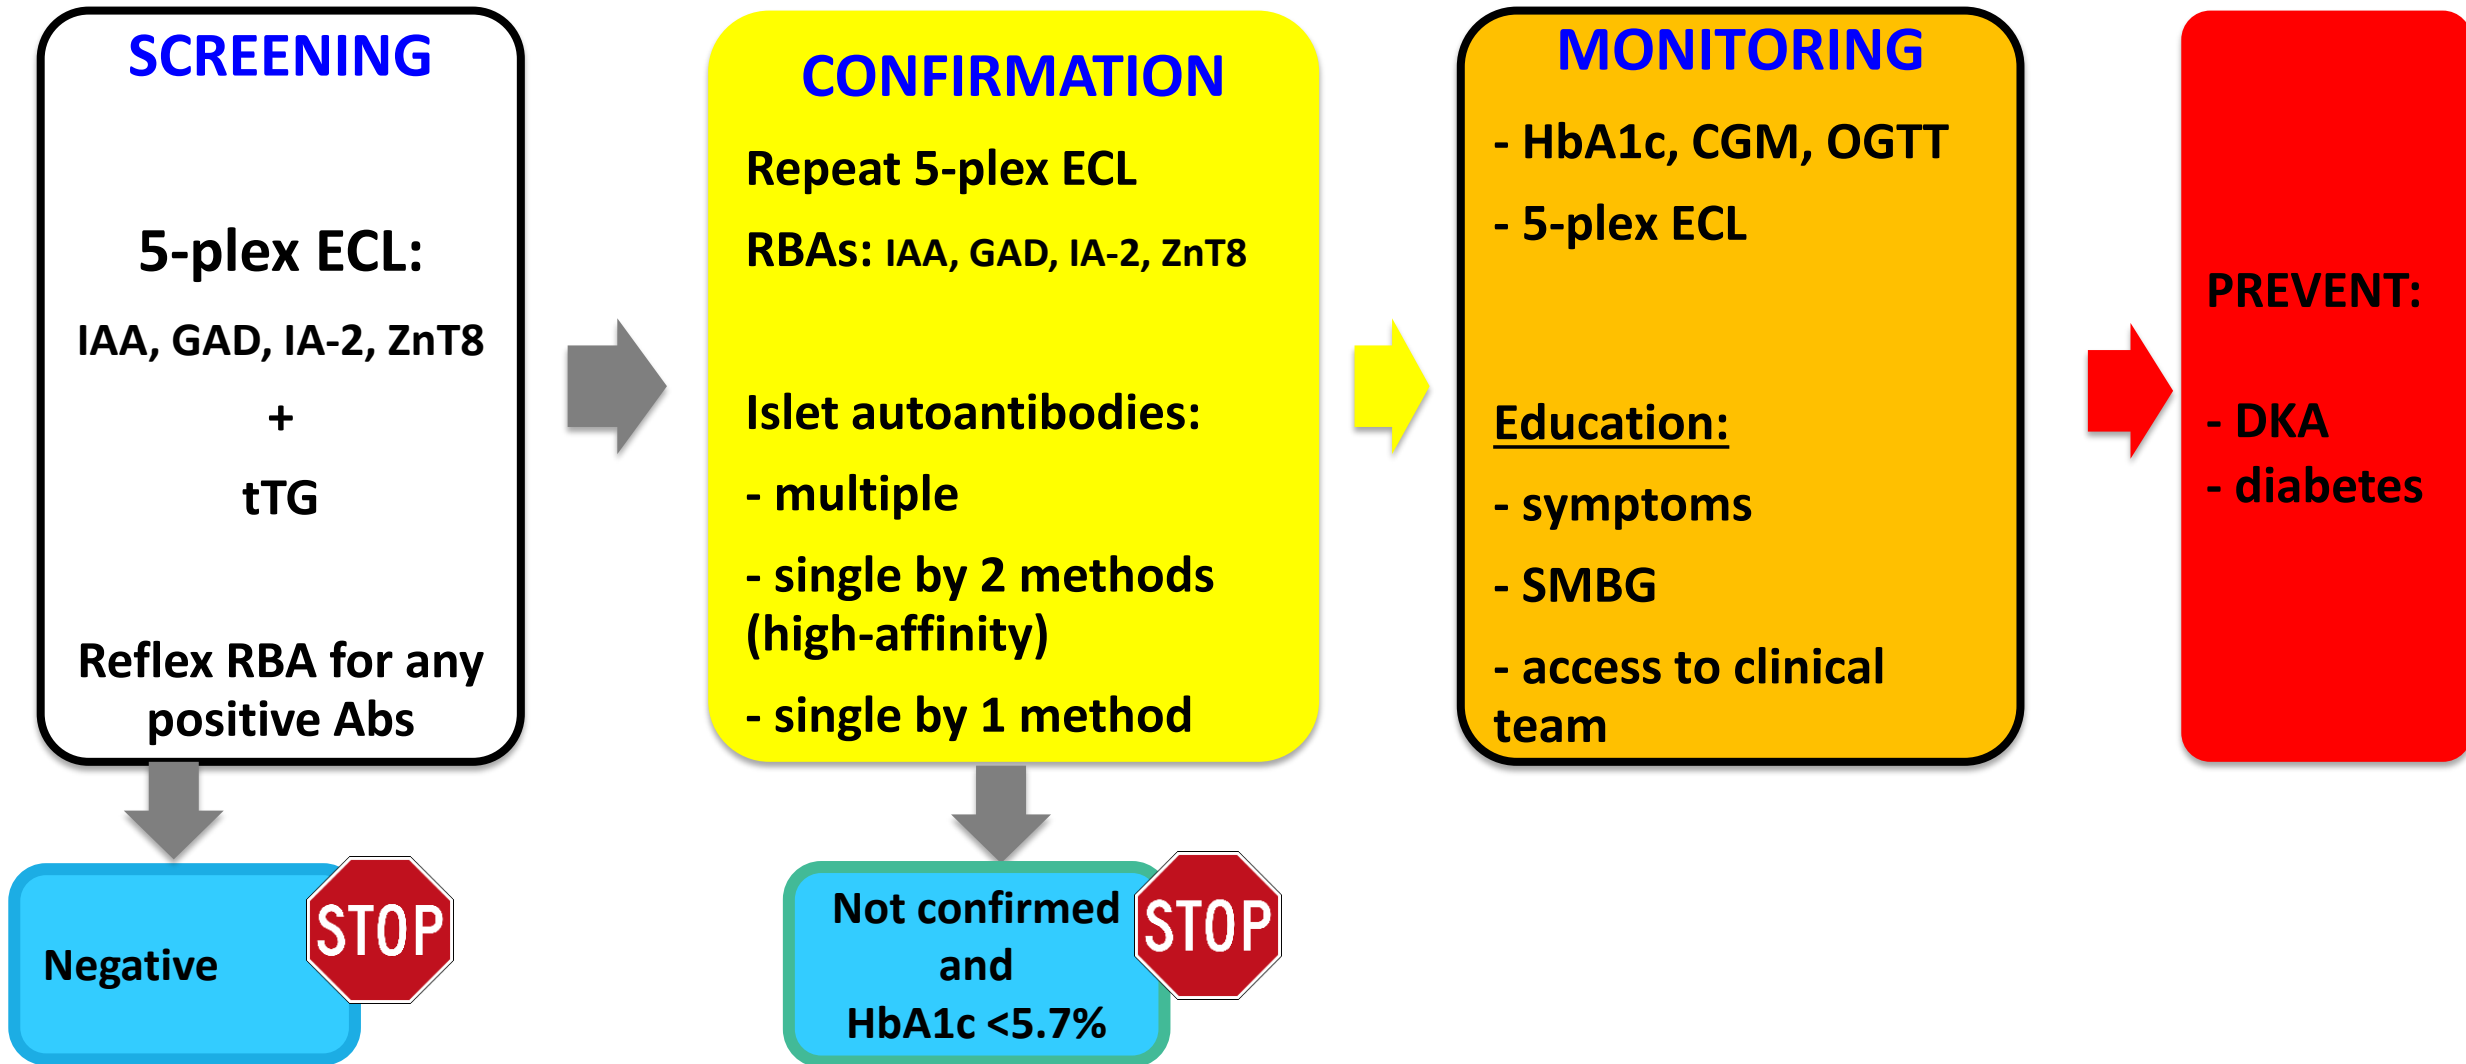 SCREENING
5-plex ECL:
IAA, GAD, IA-2, ZnT8
+
tTG
Reflex RBA for any
positive Abs
Negative
STOP
CONFIRMATION
Repeat 5-plex ECL
RBAs: IAA, GAD, IA-2, ZnT8
Islet autoantibodies:
- multiple
- single by 2 methods
(high-affinity)
- single by 1 method
Not confirmed
and
HbA1c <5.7%
STOP
MONITORING
- HbA1c, CGM, OGTT
- 5-plex ECL
Education:
- symptoms
- SMBG
- access to clinical
team
PREVENT:
- DKA
- diabetes